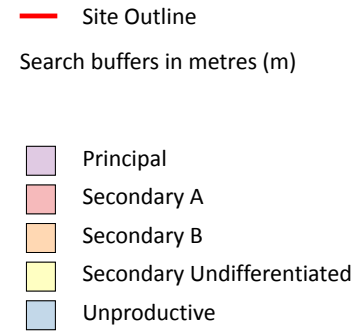 Site Outline
Search buffers in metres (m)
Principal
Secondary A
Secondary B
Secondary Undifferentiated
Unproductive